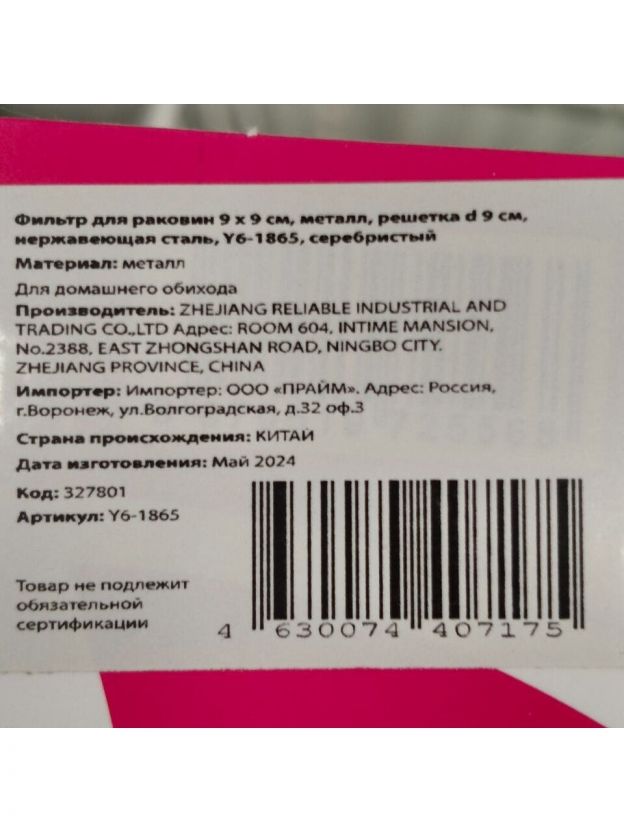 Фильтр для раковин 9 х 9 см, металл, решетка d 9 см,
нержавеющая сталь, Y6-1865, серебристый
Материал: металл
Для домашнего обихода
Производитель: ZHEJIANG RELIABLE INDUSTRIAL AND
TRADING CO.,LTD Адрес: ROOM 604, INTIME MANSION,
No.2388, EAST ZHONGSHAN ROAD, NINGBO CITY.
ZHEJIANG PROVINCE, CHINA
Импортер: Импортер: ООО «ПРАЙМ». Адрес: Россия,
г.Воронеж, ул.Волгоградская, д.32 оф.3
Страна происхождения: КИТАЙ
Дата изготовления: Май 2024
Код: 327801
Артикул: Y6-1865
Товар не подлежит
обязательной
сертификации
4 630074 407175